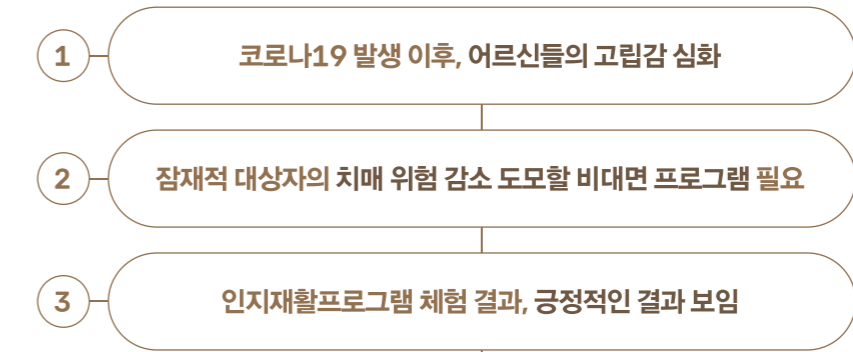 1
코로나19 발생 이후, 어르신들의 고립감 심화
2
잠재적 대상자의 치매 위험 감소 도모할 비대면 프로그램 필요
3
인지재활프로그램 체험 결과, 긍정적인 결과 보임